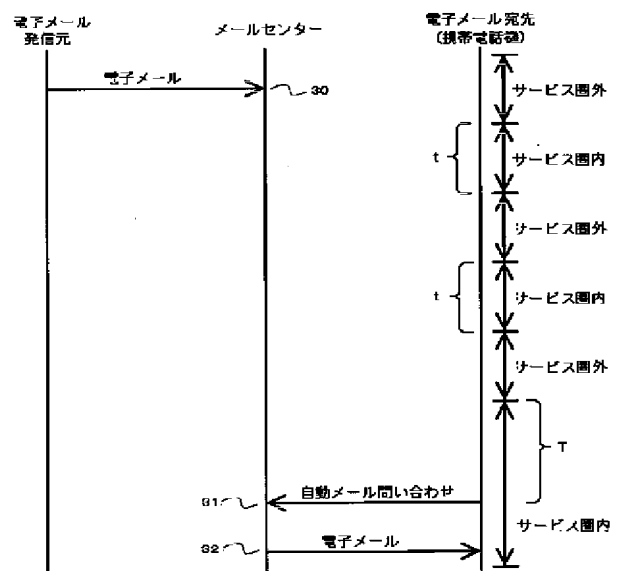 電子メール
発信元
メールセンター
電子メール宛先
(携帯電話機)
電子メール
30
サービス圏外
t
サービス圏内
サービス圏外
t
サービス圏内
サービス圏外
T
自動メール問い合わせ
31
サービス圏内
電子メール
32